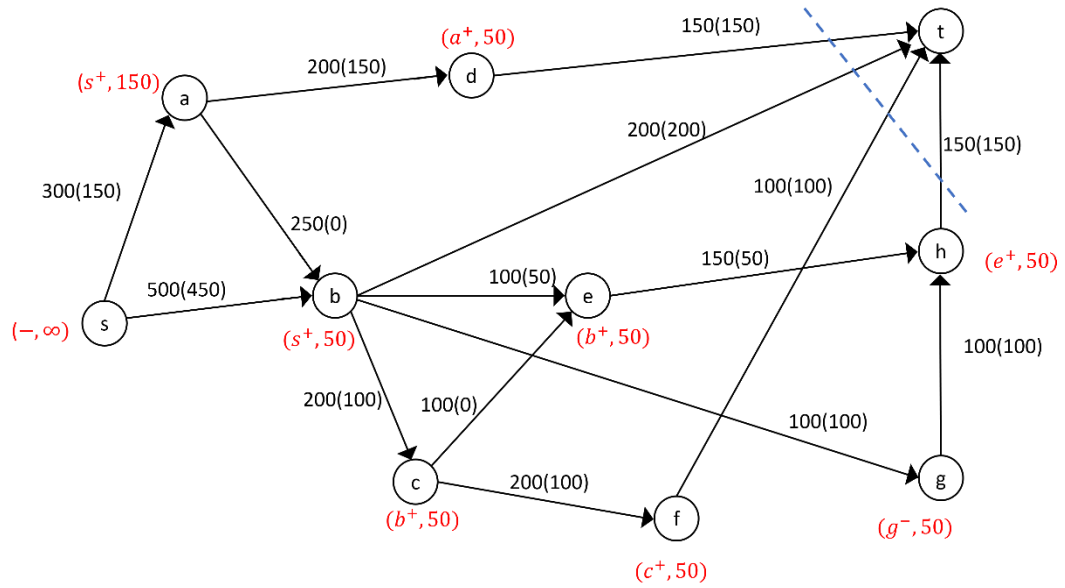 150(150)
t
(a⁺, 50)
200(150)
d
(s⁺, 150)
a
200(200)
150(150)
300(150)
100(100)
250(0)
h
(e⁺, 50)
150(50)
500(450)
b
100(50)
e
s
(−, ∞)
(s⁺, 50)
(b⁺, 50)
100(100)
200(100)
100(0)
100(100)
c
200(100)
g
(b⁺, 50)
f
(g⁻, 50)
(c⁺, 50)